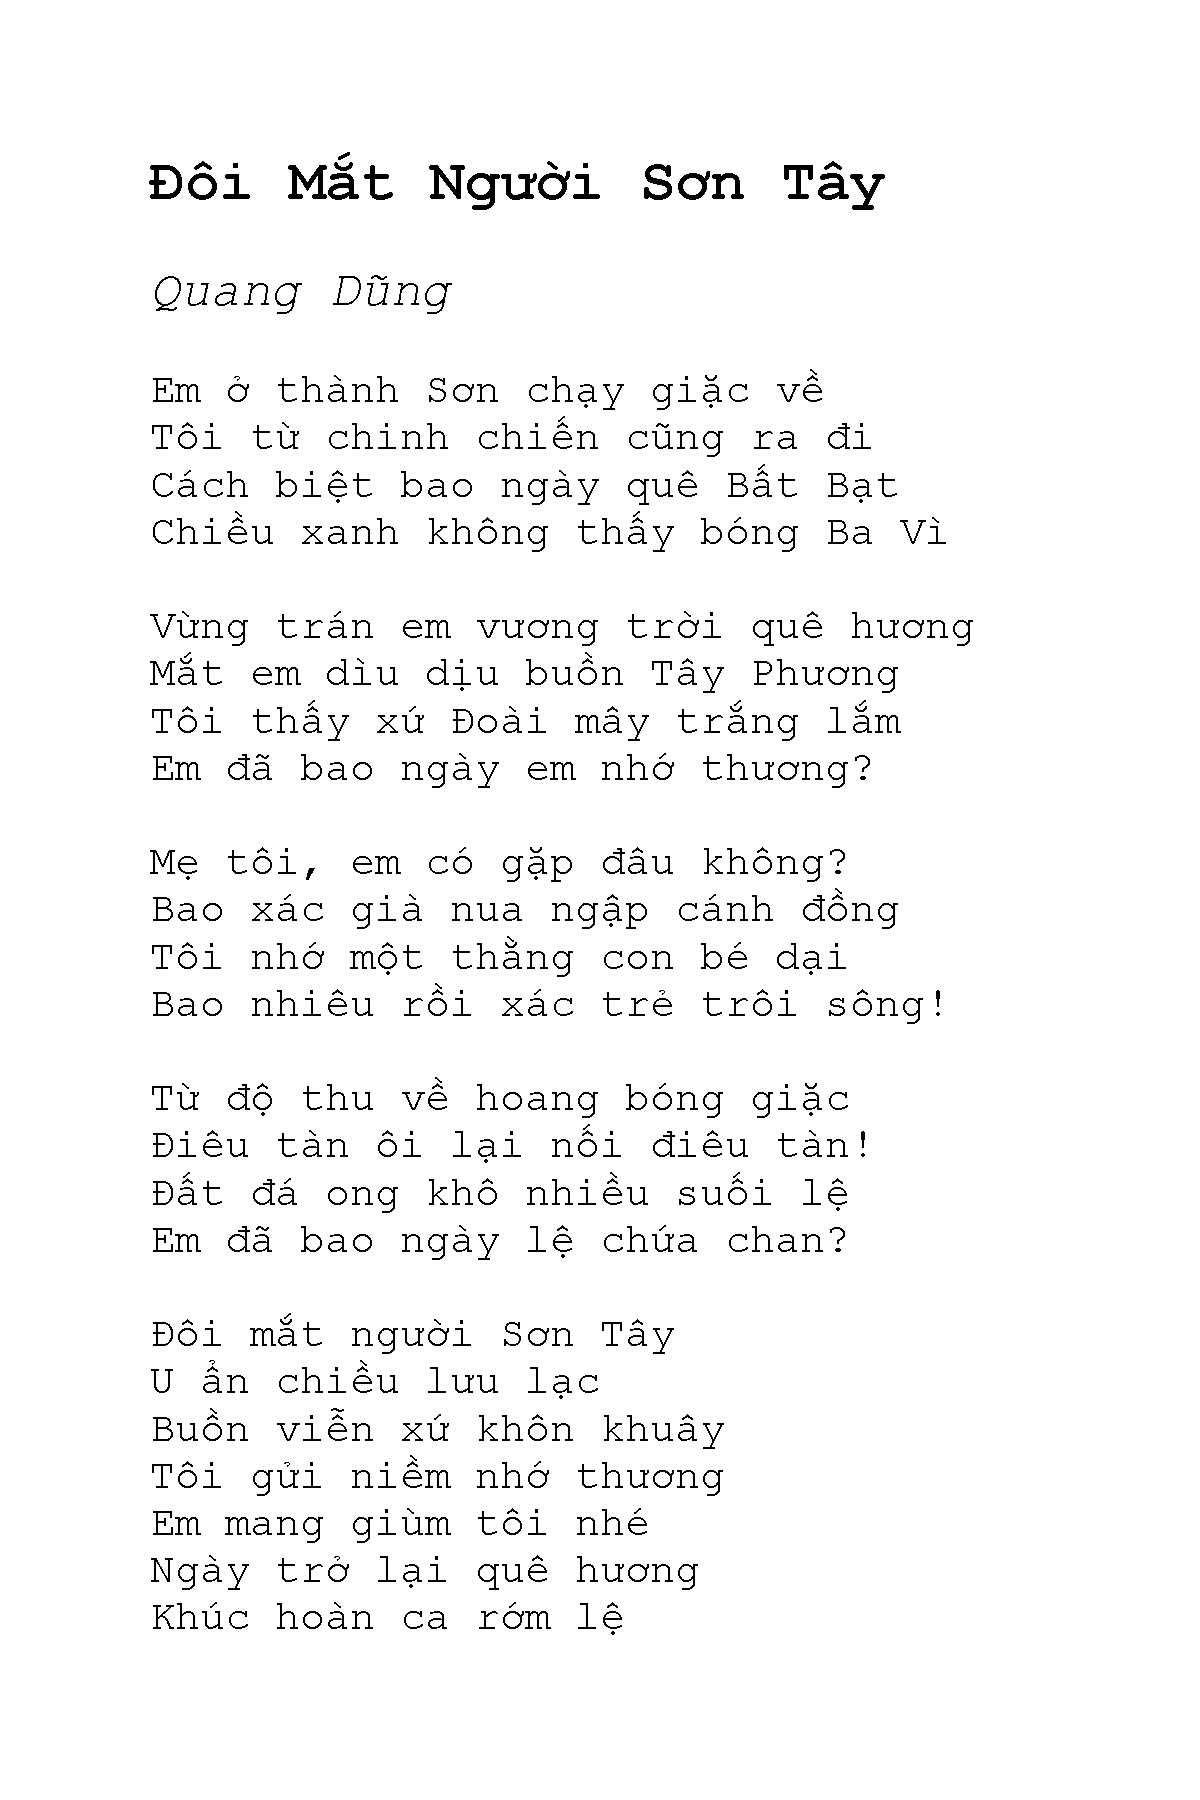 Đôi Mắt Người Sơn Tây
Quang Dũng
Em ở thành Sơn chạy giặc về
Tôi từ chinh chiến cũng ra đi
Cách biệt bao ngày quê Bất Bạt
Chiều xanh không thấy bóng Ba Vì
Vừng trán em vương trời quê hương
Mắt em dìu dịu buồn Tây Phương
Tôi thấy xứ Đoài mây trắng lắm
Em đã bao ngày em nhớ thương?
Mẹ tôi, em có gặp đâu không?
Bao xác già nua ngập cánh đồng
Tôi nhớ một thằng con bé dại
Bao nhiêu rồi xác trẻ trôi sông!
Từ độ thu về hoang bóng giặc
Điêu tàn ôi lại nối điêu tàn!
Đất đá ong khô nhiều suối lệ
Em đã bao ngày lệ chứa chan?
Đôi mắt người Sơn Tây
U ẩn chiều lưu lạc
Buồn viễn xứ khôn khuây
Tôi gửi niềm nhớ thương
Em mang giùm tôi nhé
Ngày trở lại quê hương
Khúc hoàn ca rớm lệ